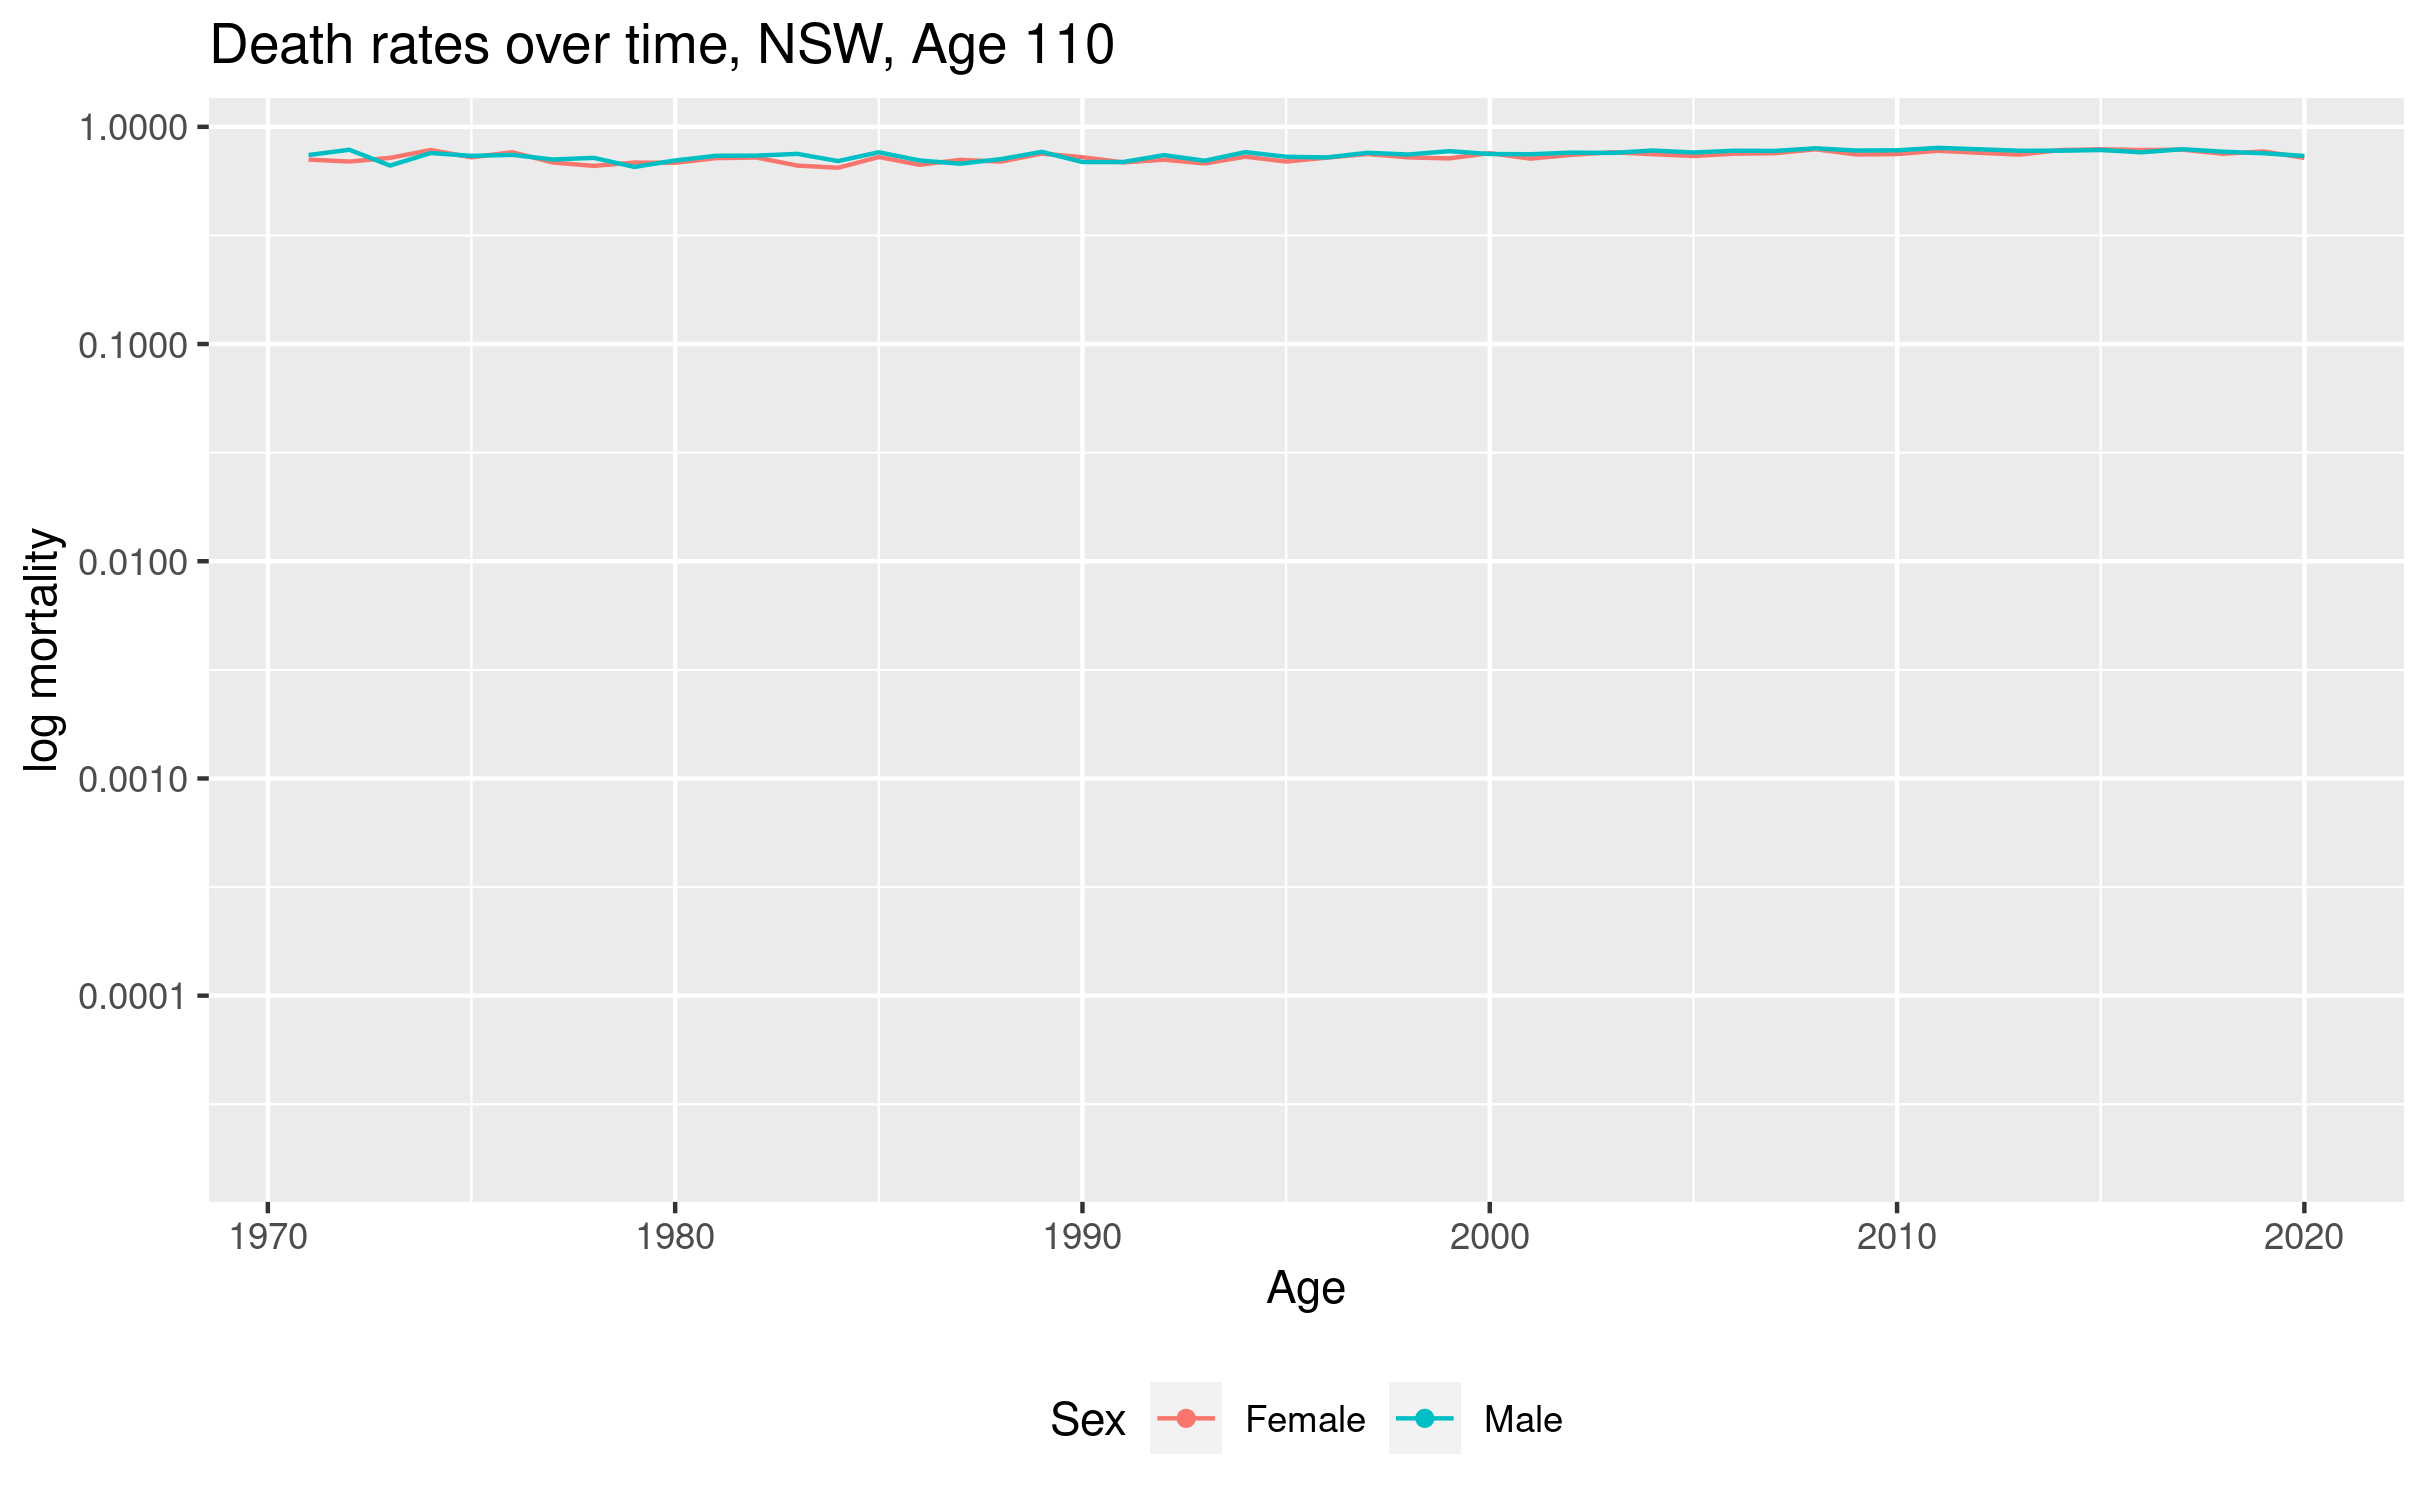 Death rates over time, NSW, Age 110
1.0000
0.1000
0.0100
0.0010
0.0001
log mortality
1970 1980 1990 2000 2010 2020
Age
Sex Female Male